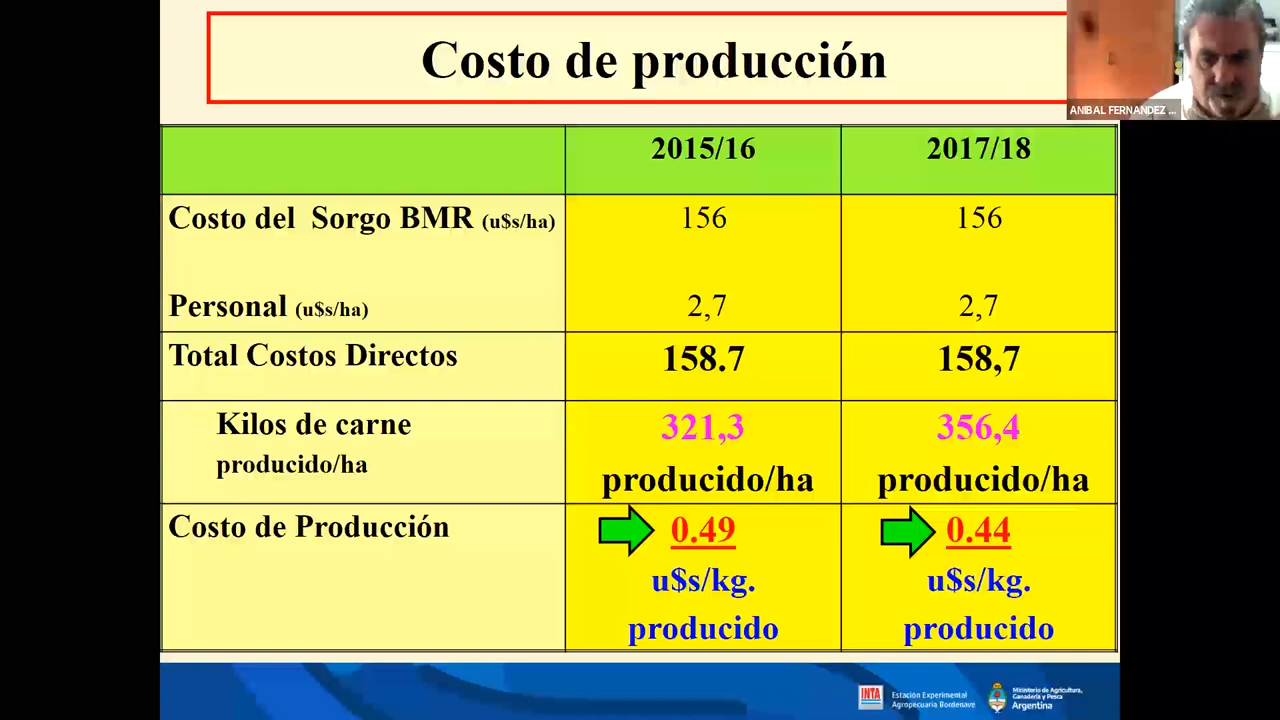 Costo de producción
ANIBAL FERNANDEZ ...
2015/16 2017/18
Costo del Sorgo BMR (u$s/ha) 156 156
Personal (u$s/ha) 2,7 2,7
Total Costos Directos 158.7 158,7
Kilos de carne 321,3 356,4
producido/ha producido/ha producido/ha
Costo de Producción 0.49 0.44
u$s/kg. u$s/kg.
producido producido
INTA
Estación Experimental
Agropecuaria Bordenave
Ministerio de Agricultura,
Ganadería y Pesca
Argentina